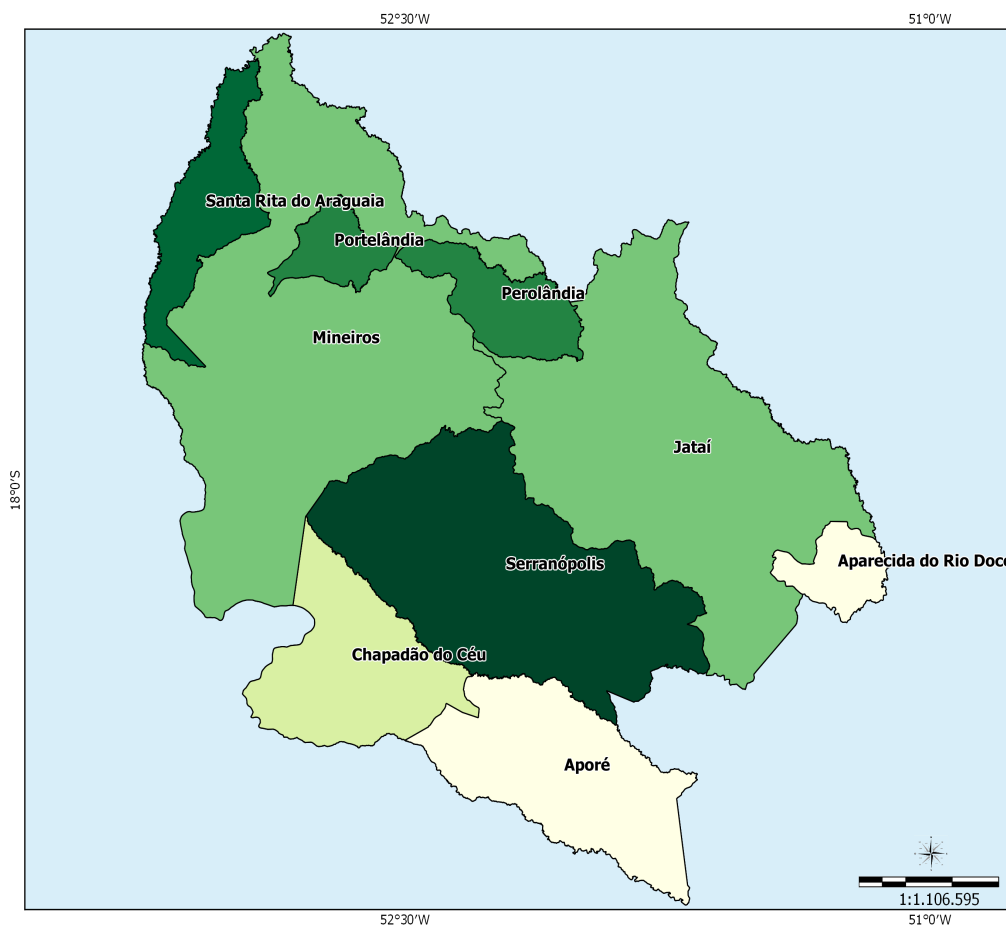 52°30'W 51°0'W
Santa Rita do Araguaia
Portelândia
Perolândia
Mineiros
Jataí
18°0'S
Aparecida do Rio Doce
Serranópolis
Chapadão do Céu
Aporé
1:1.106.595
52°30'W 51°0'W